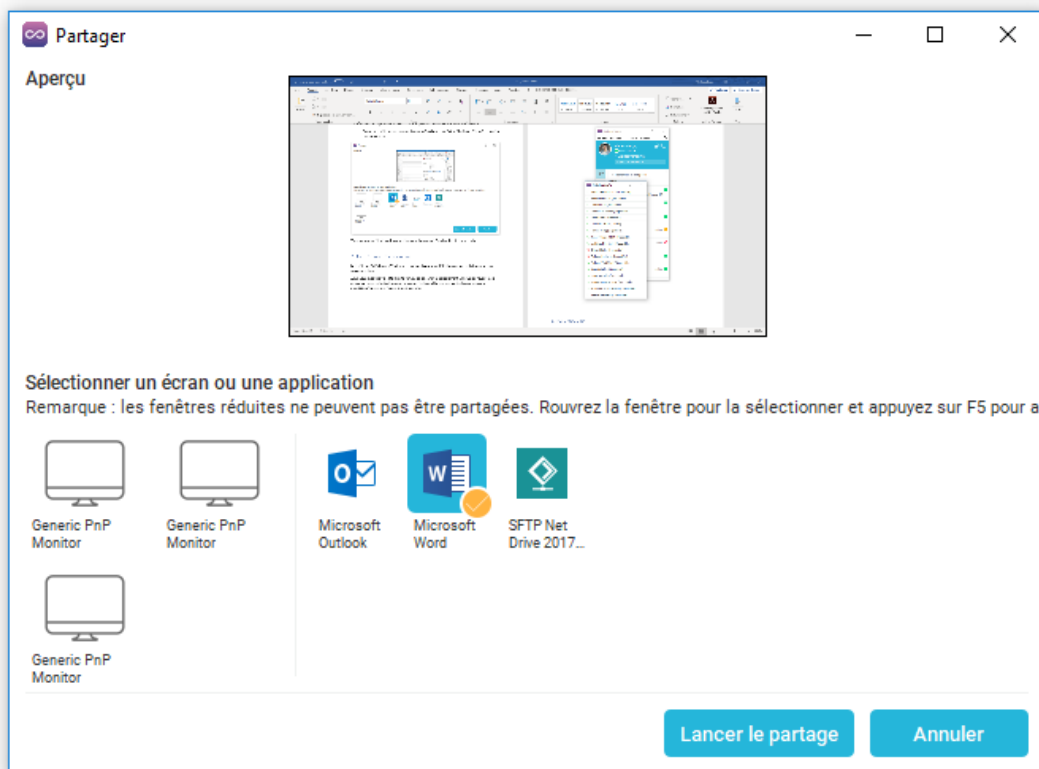 Partager
Aperçu
Sélectionner un écran ou une application
Remarque : les fenêtres réduites ne peuvent pas être partagées. Rouvrez la fenêtre pour la sélectionner et appuyez sur F5 pour a
Generic PnP
Monitor
Generic PnP
Monitor
Microsoft
Outlook
Microsoft
Word
SFTP Net
Drive 2017...
Generic PnP
Monitor
Lancer le partage
Annuler